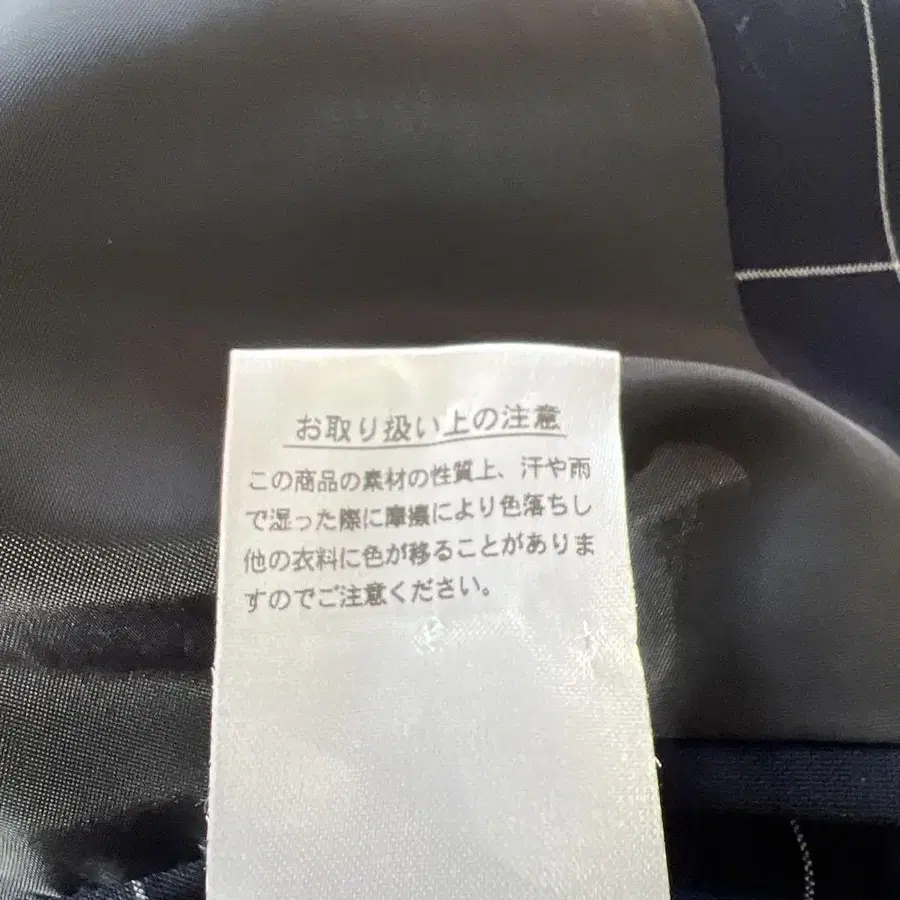 お取り扱い上の注意
この商品の素材の性質上、汗や雨
で湿った際に摩擦により色落ちし
他の衣料に色が移ることがありま
すのでご注意ください。